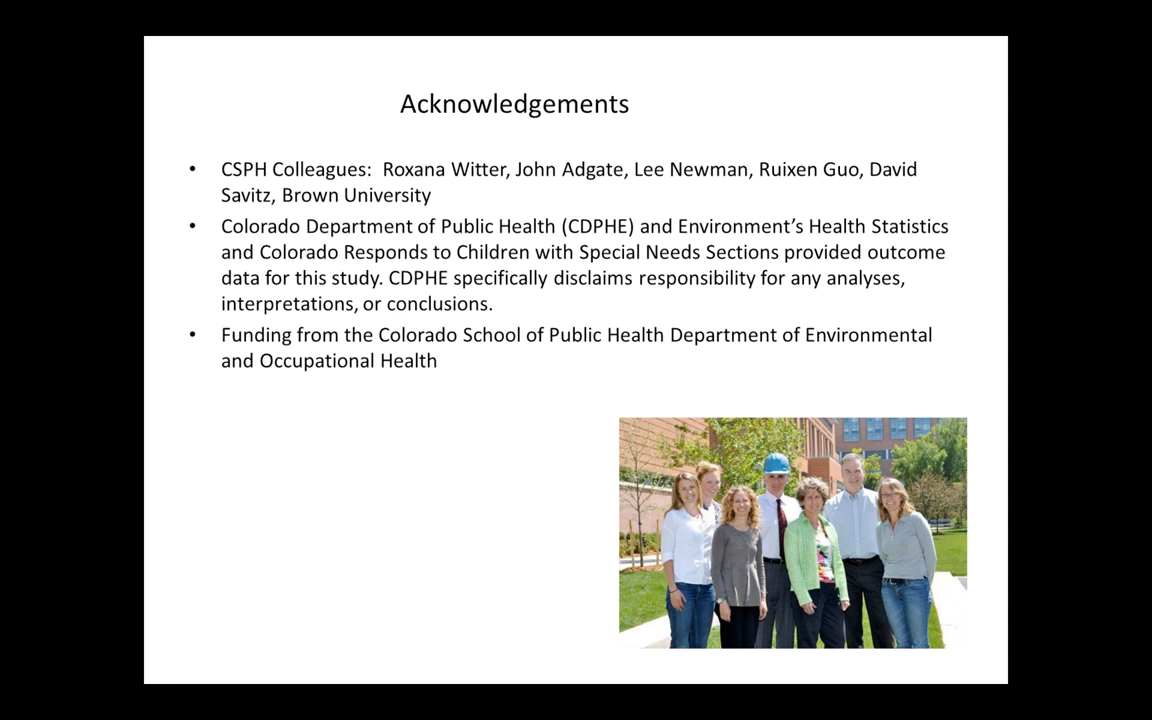 Acknowledgements
• CSPH Colleagues:  Roxana Witter, John Adgate, Lee Newman, Ruixen Guo, David
Savitz, Brown University
• Colorado Department of Public Health (CDPHE) and Environment’s Health Statistics
and Colorado Responds to Children with Special Needs Sections provided outcome
data for this study. CDPHE specifically disclaims responsibility for any analyses,
interpretations, or conclusions.
• Funding from the Colorado School of Public Health Department of Environmental
and Occupational Health